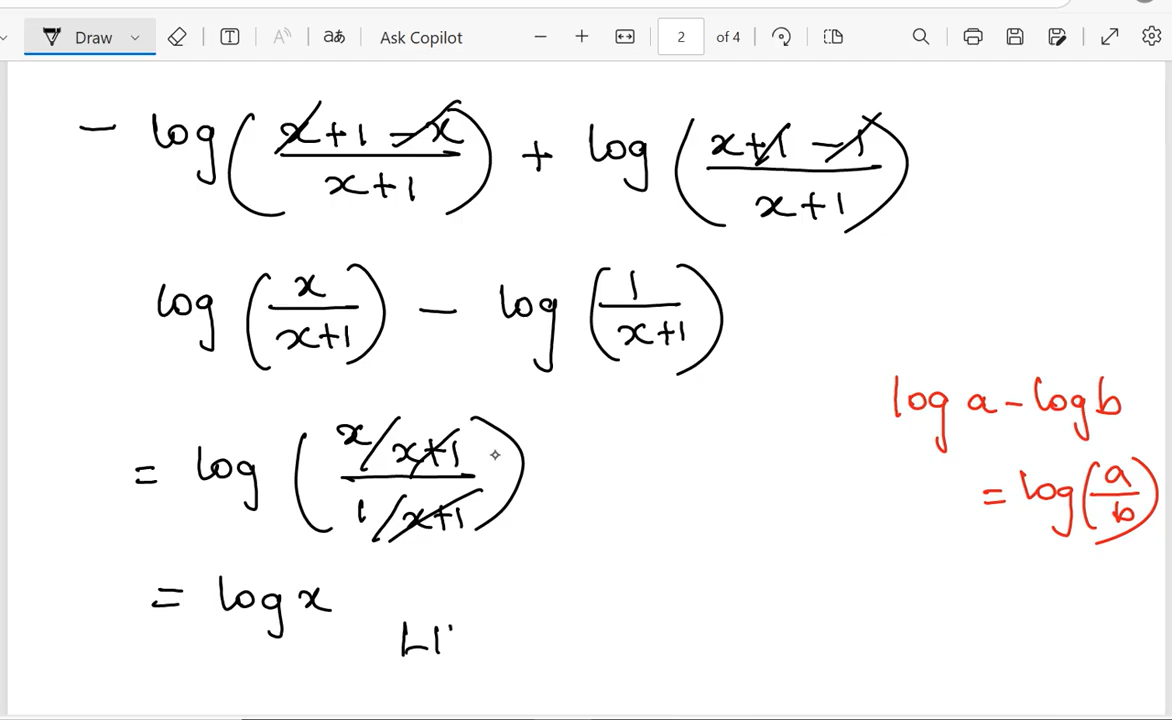 Draw Ask Copilot 2 of 4
- log((x+1-x)/(x+1)) + log((x+1-1)/(x+1))
log(x/(x+1)) - log(1/(x+1))
log a - log b
= log((x/x+1)/(1/x+1))
= log(a/b)
= log x